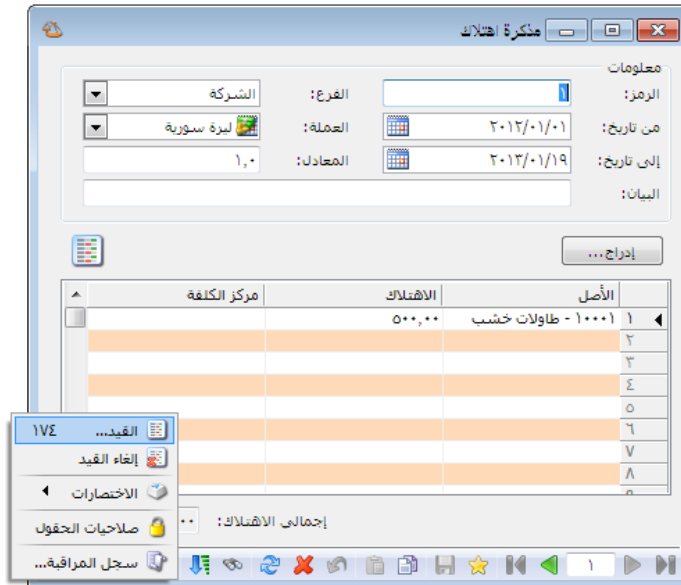 مذكرة اهتلاك
معلومات
الرمز: ١ الفرع: الشركة
من تاريخ: ٢٠١٢/٠١/٠١ العملة: ليرة سورية
إلى تاريخ: ٢٠١٣/٠١/١٩ المعادل: ١,٠
البيان:
إدراج...
الأصل الاهتلاك مركز الكلفة
١ ١٠٠٠١ - طاولات خشب ٥٠٠,٠٠
٢
٣
٤
٥
٦
٧
٨
٩
إجمالي الاهتلاك: ٠٠
١
القيد... ١٧٤
إلغاء القيد
الاختصارات
صلاحيات الحقول
سجل المراقبة...